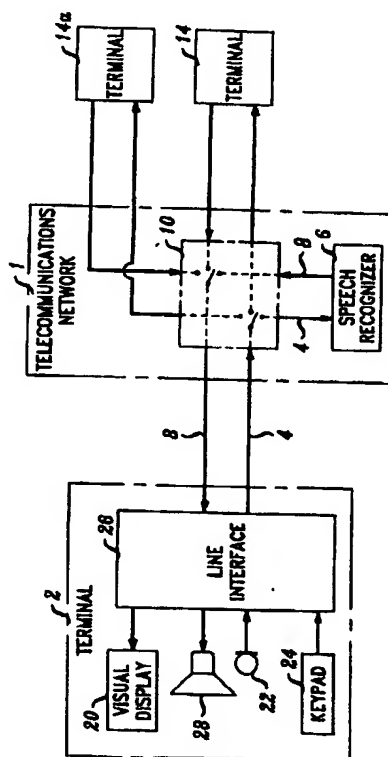 2
TERMINAL
20
VISUAL
DISPLAY
28
22
24
KEYPAD
26
LINE
INTERFACE
8
4
1
TELECOMMUNICATIONS
NETWORK
10
4
8
6
SPEECH
RECOGNIZER
14a
TERMINAL
14
TERMINAL